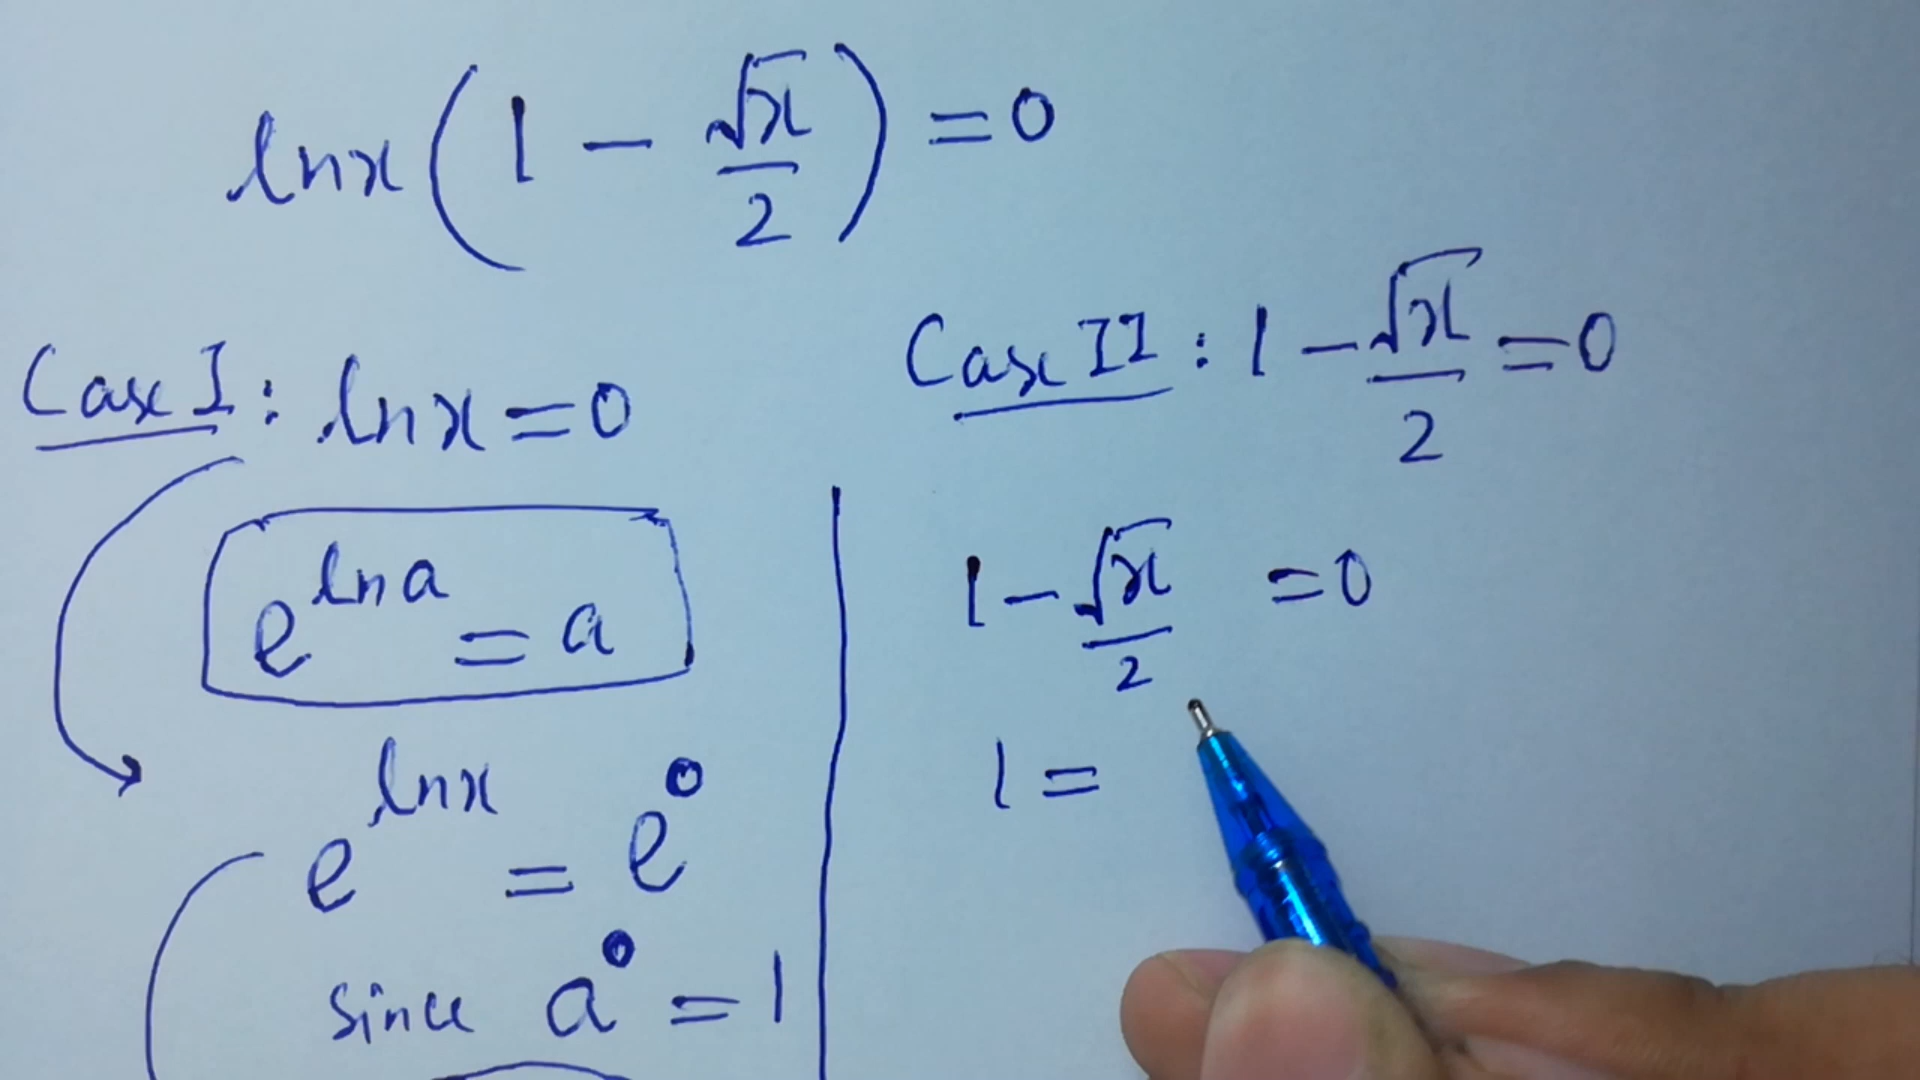 lnx(1 - √x/2) = 0
Case I : lnx = 0
e^lna = a
e^lnx = e^0
since a^0 = 1
Case II : 1 - √x/2 = 0
1 - √x/2 = 0
1 =